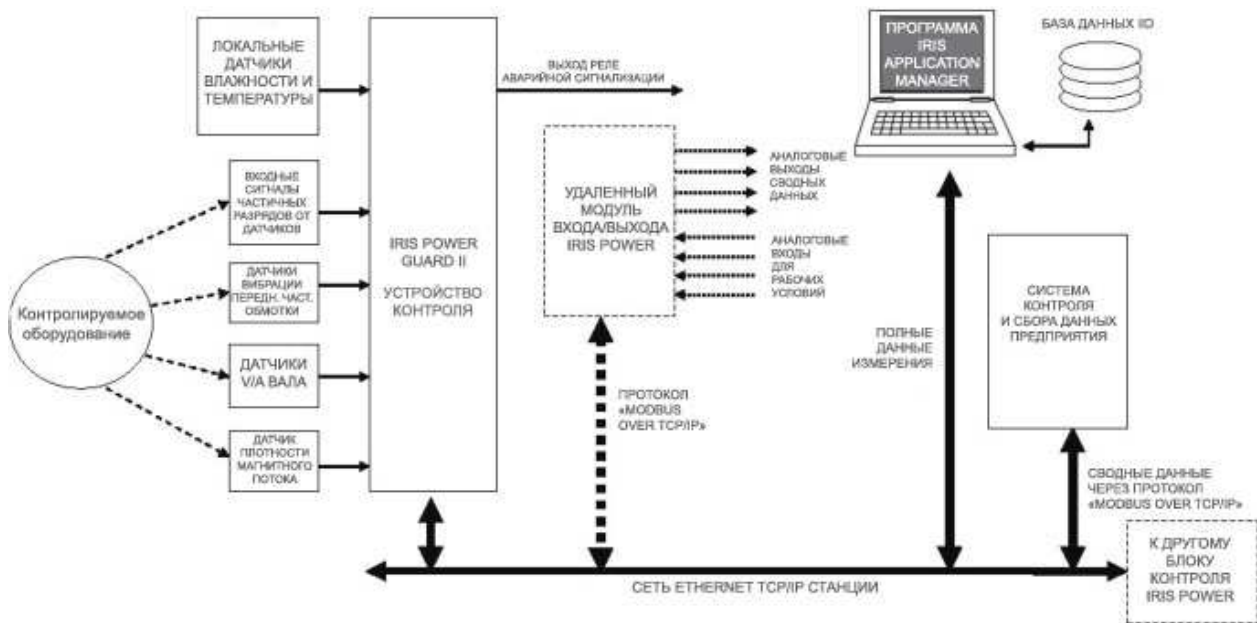 ЛОКАЛЬНЫЕ
ДАТЧИКИ
ВЛАЖНОСТИ И
ТЕМПЕРАТУРЫ
ВХОДНЫЕ
СИГНАЛЫ
ЧАСТИЧНЫХ
РАЗРЯДОВ ОТ
ДАТЧИКОВ
ДАТЧИКИ
ВИБРАЦИИ
ПЕРЕДН. ЧАСТ.
ОБМОТКИ
Контролируемое
оборудование
ДАТЧИКИ
V/A ВАЛА
ДАТЧИК
ПЛОТНОСТИ
МАГНИТНОГО
ПОТОКА
IRIS POWER
GUARD II
УСТРОЙСТВО
КОНТРОЛЯ
ВЫХОД РЕЛЕ
АВАРИЙНОЙ СИГНАЛИЗАЦИИ
УДАЛЕННЫЙ
МОДУЛЬ
ВХОДА/ВЫХОДА
IRIS POWER
АНАЛОГОВЫЕ
ВЫХОДЫ
СВОДНЫХ
ДАННЫХ
АНАЛОГОВЫЕ
ВХОДЫ
ДЛЯ
РАБОЧИХ
УСЛОВИЙ
ПРОТОКОЛ
«MODBUS
OVER TCP/IP»
ПРОГРАММА
IRIS
APPLICATION
MANAGER
БАЗА ДАННЫХ IID
ПОЛНЫЕ
ДАННЫЕ
ИЗМЕРЕНИЯ
СИСТЕМА
КОНТРОЛЯ
И СБОРА ДАННЫХ
ПРЕДПРИЯТИЯ
СВОДНЫЕ ДАННЫЕ
ЧЕРЕЗ ПРОТОКОЛ
«MODBUS OVER TCP/IP»
К ДРУГОМУ
БЛОКУ
КОНТРОЛЯ
IRIS POWER
СЕТЬ ETHERNET TCP/IP СТАНЦИИ